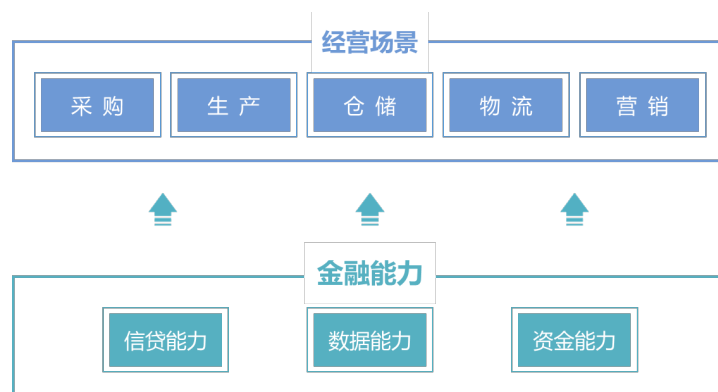 经营场景
采购 生产 仓储 物流 营销
金融能力
信贷能力 数据能力 资金能力